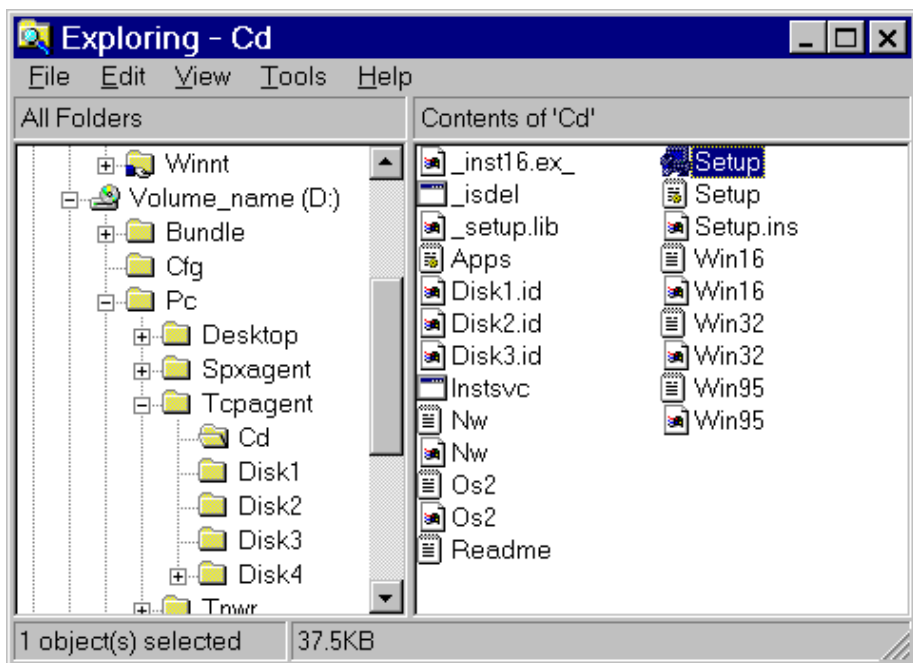 Exploring - Cd
File Edit View Tools Help
All Folders
Contents of 'Cd'
Winnt
Volume_name (D:)
Bundle
Cfg
Pc
Desktop
Spxagent
Tcpagent
Cd
Disk1
Disk2
Disk3
Disk4
_inst16.ex_
_isdel
_setup.lib
Apps
Disk1.id
Disk2.id
Disk3.id
Instsvc
Nw
Nw
Os2
Os2
Readme
Setup
Setup
Setup.ins
Win16
Win16
Win32
Win32
Win95
Win95
1 object(s) selected
37.5KB